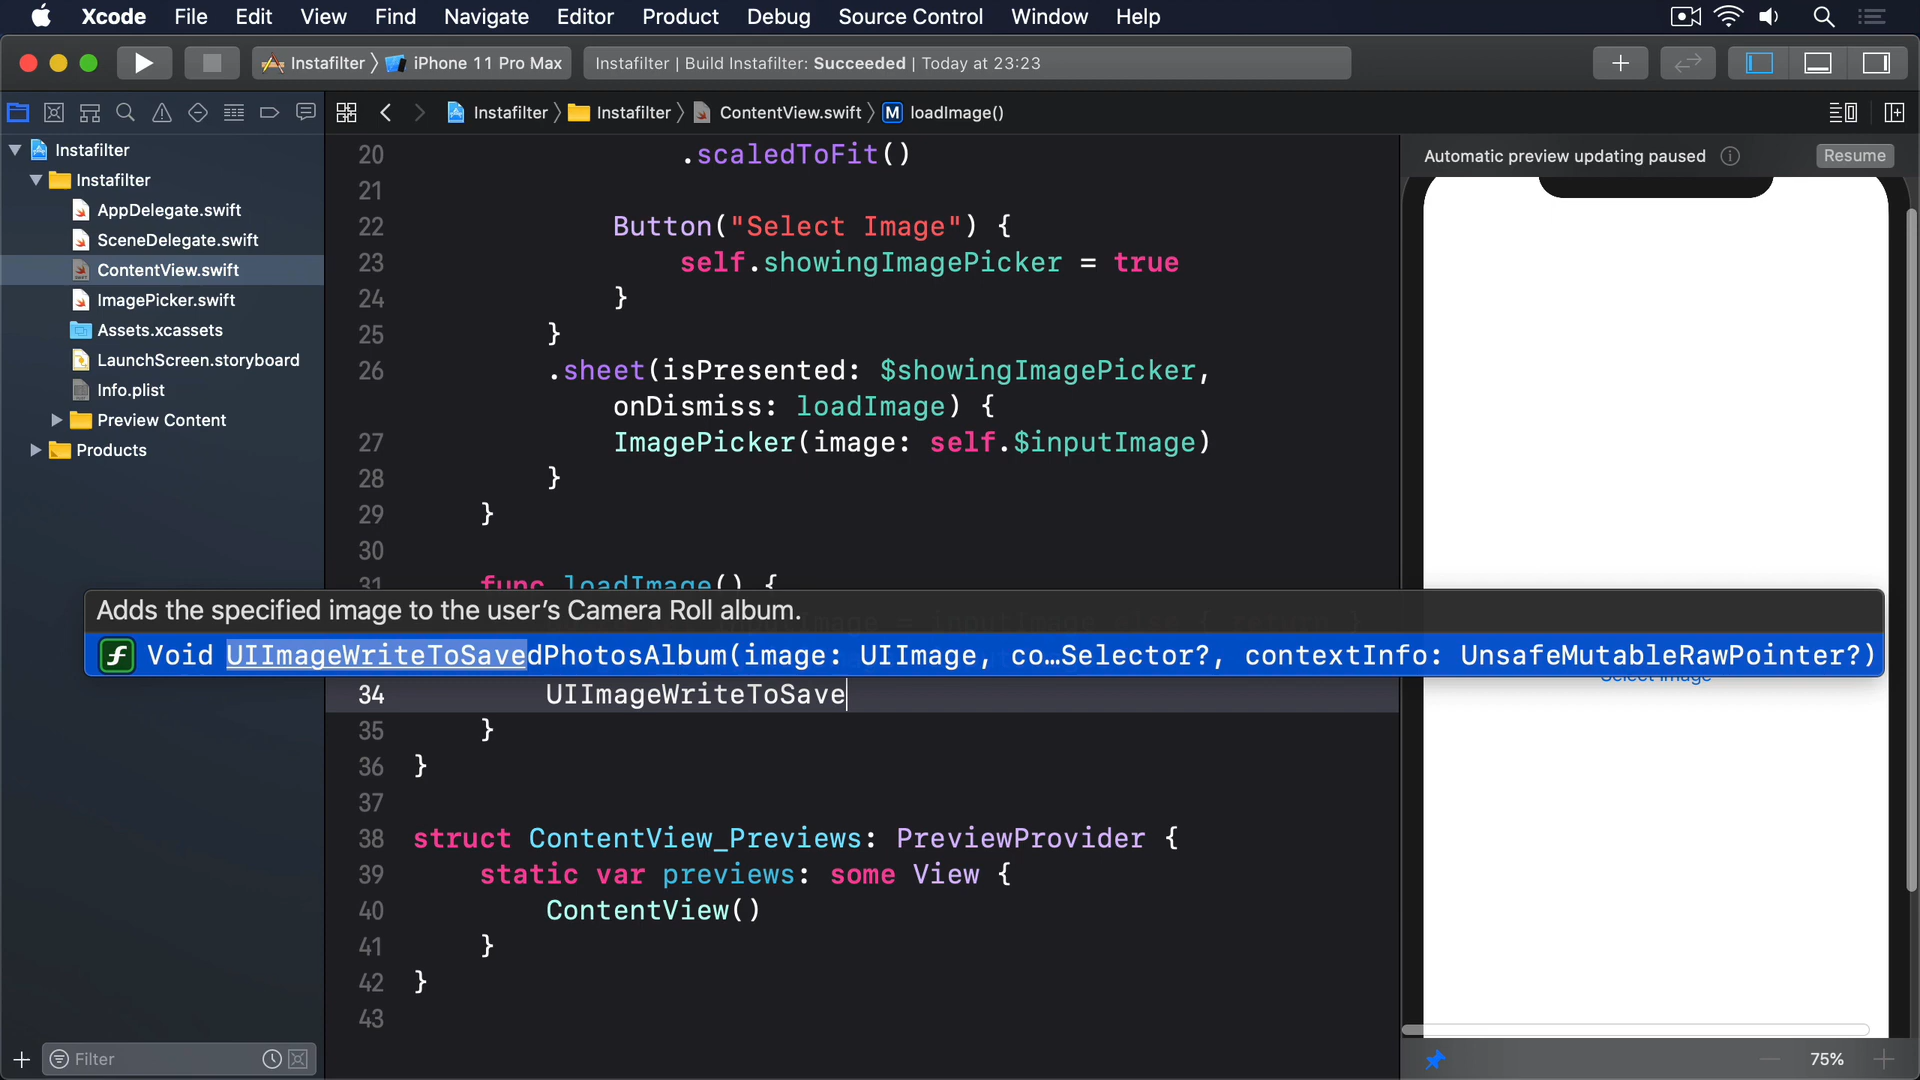 Xcode File Edit View Find Navigate Editor Product Debug Source Control Window Help
Instafilter iPhone 11 Pro Max
Instafilter | Build Instafilter: Succeeded | Today at 23:23
Instafilter Instafilter ContentView.swift M loadImage()
Instafilter
Instafilter
AppDelegate.swift
SceneDelegate.swift
ContentView.swift
ImagePicker.swift
Assets.xcassets
LaunchScreen.storyboard
Info.plist
Preview Content
Products
Filter
20 .scaledToFit()
21
22 Button("Select Image") {
23 self.showingImagePicker = true
24 }
25 }
26 .sheet(isPresented: $showingImagePicker,
onDismiss: loadImage) {
27 ImagePicker(image: self.$inputImage)
28 }
29 }
30
31 func loadImage() {
Adds the specified image to the user’s Camera Roll album.
f Void UIImageWriteToSavedPhotosAlbum(image: UIImage, co…Selector?, contextInfo: UnsafeMutableRawPointer?)
34 UIImageWriteToSave
35 }
36 }
37
38 struct ContentView_Previews: PreviewProvider {
39 static var previews: some View {
40 ContentView()
41 }
42 }
43
Automatic preview updating paused Resume
Select Image
75%